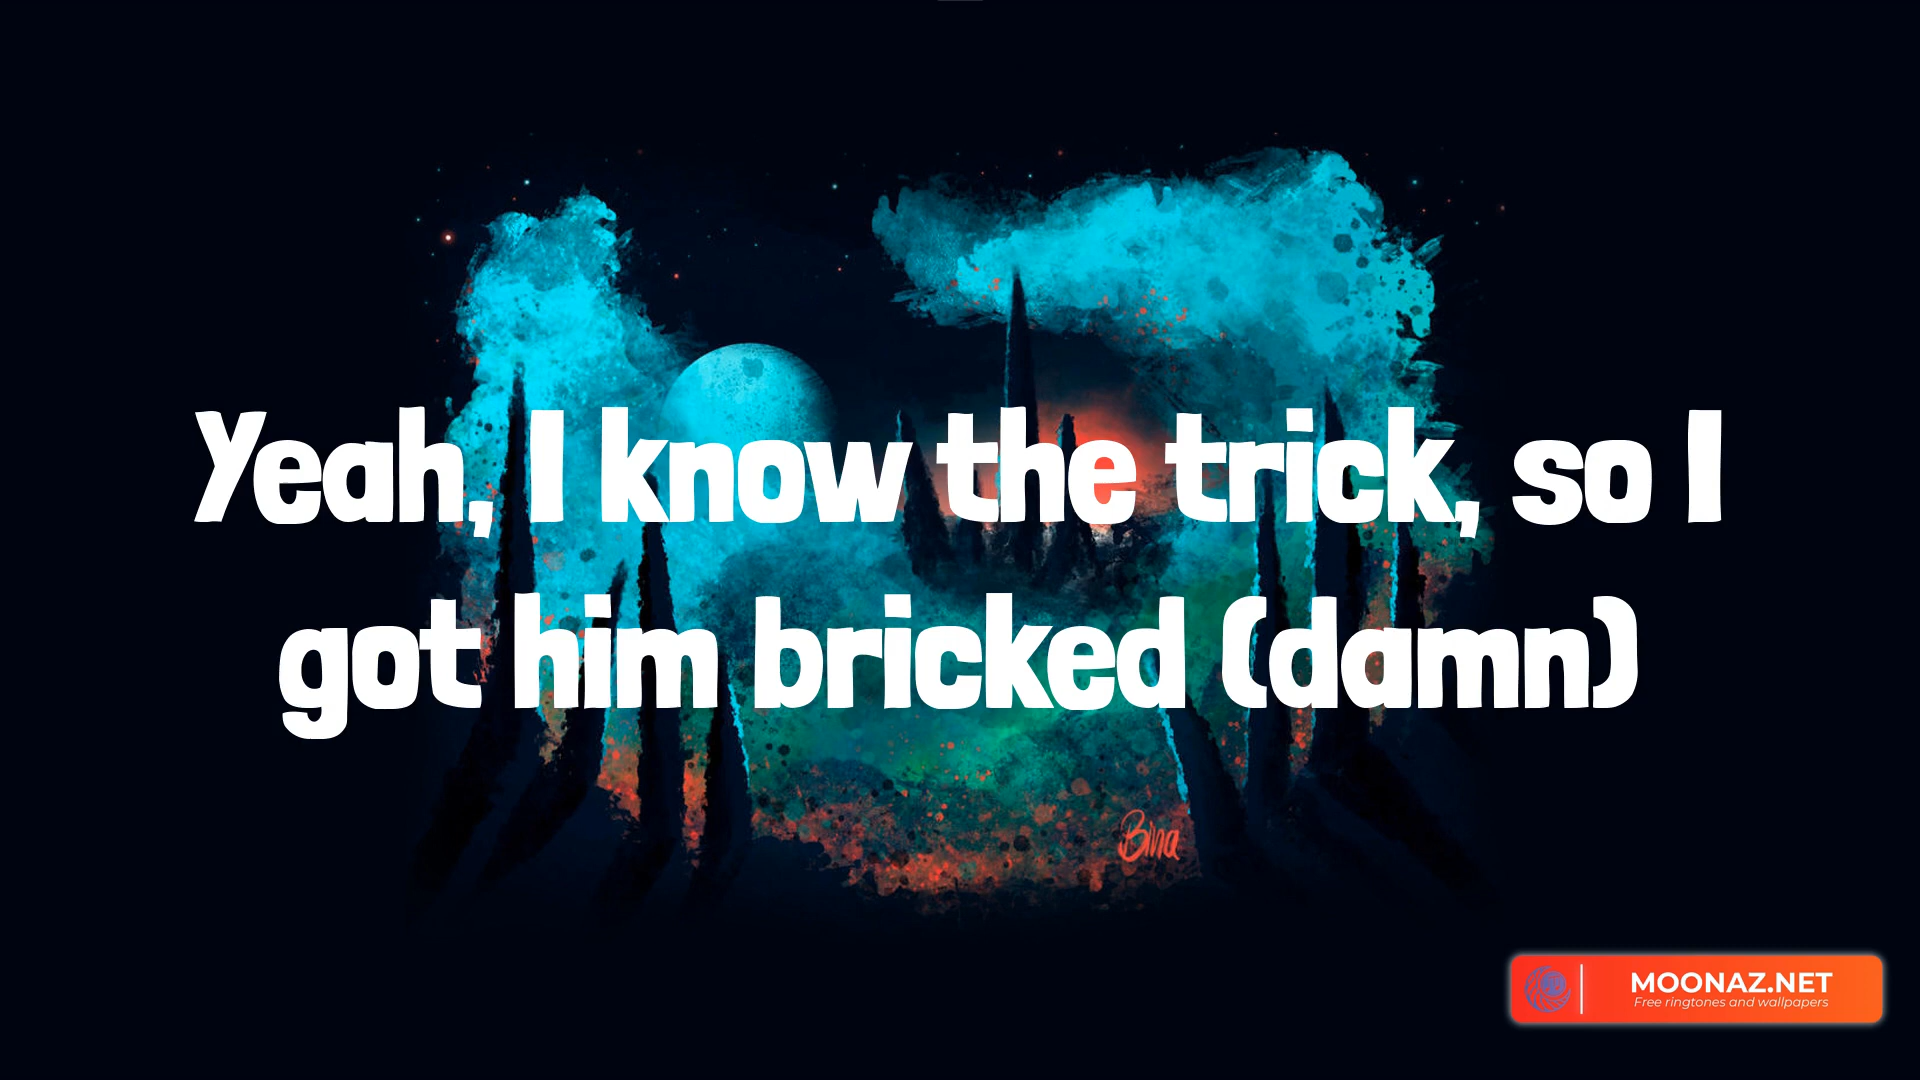 Yeah, I know the trick, so I
got him bricked (damn)
Bina
MOONAZ.NET
Free ringtones and wallpapers